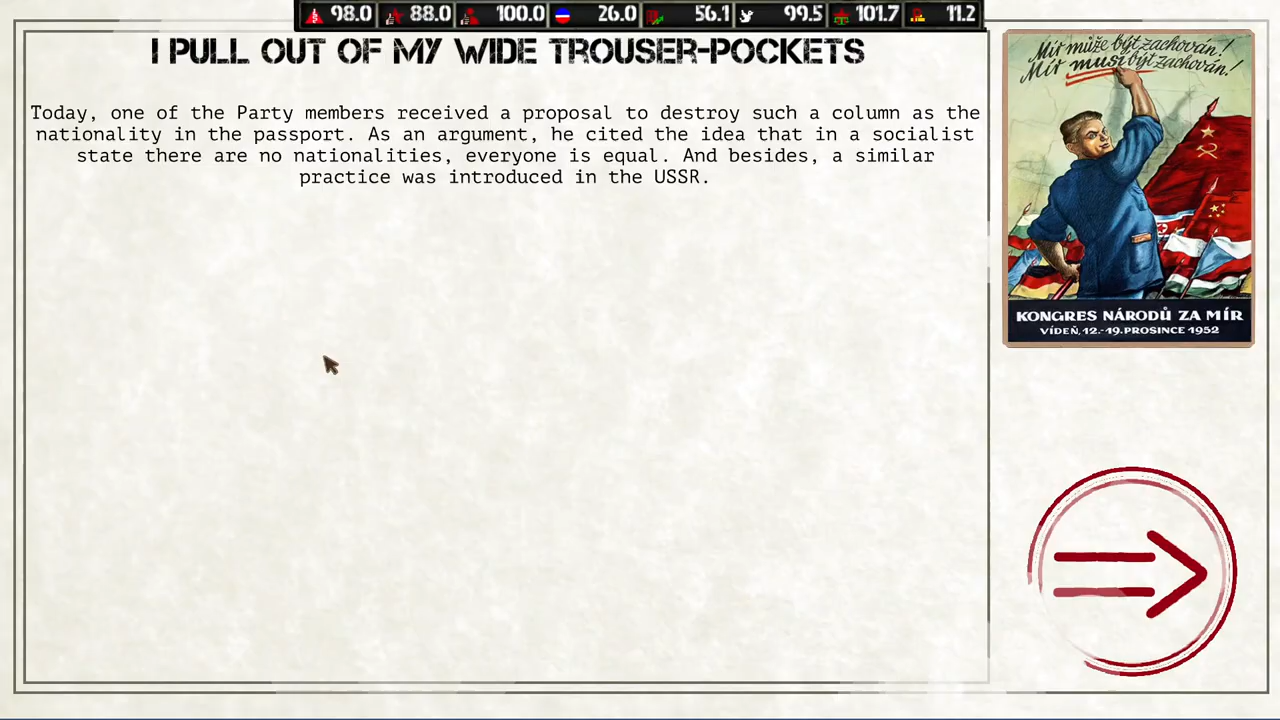 98.0 88.0 100.0 26.0 56.1 99.5 101.7 11.2
I PULL OUT OF MY WIDE TROUSER-POCKETS
Today, one of the Party members received a proposal to destroy such a column as the
nationality in the passport. As an argument, he cited the idea that in a socialist
state there are no nationalities, everyone is equal. And besides, a similar
practice was introduced in the USSR.
Mír může být zachován!
Mír musí být zachován!
KONGRES NÁRODŮ ZA MÍR
VÍDEŇ, 12.-19. PROSINCE 1952